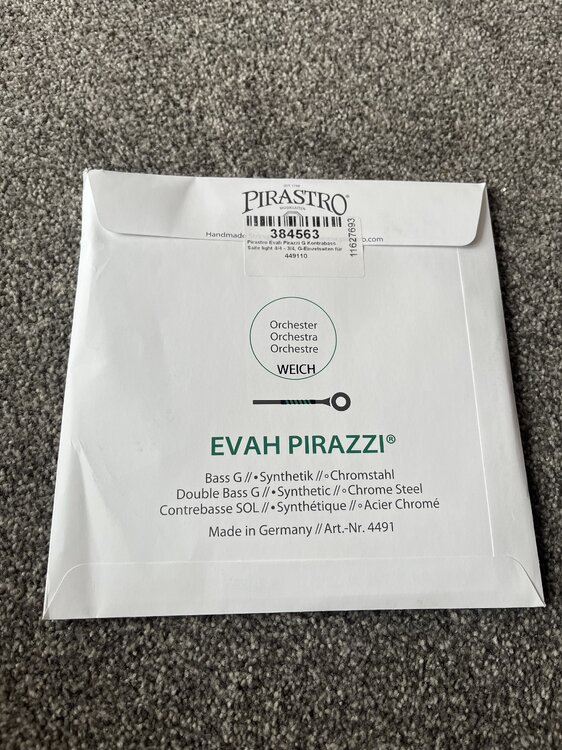 PIRASTRO®
384563
11627693
Handmade
o.com
Pirastro Evah Pirazzi G Kontrabass
Saite light 4/4 - 3/4, G-Einzelsaiten für
449110
Orchester
Orchestra
Orchestre
WEICH
EVAH PIRAZZI®
Bass G//•Synthetik//◦Chromstahl
Double Bass G//•Synthetic//◦Chrome Steel
Contrebasse SOL//•Synthétique//◦Acier Chromé
Made in Germany//Art.-Nr. 4491